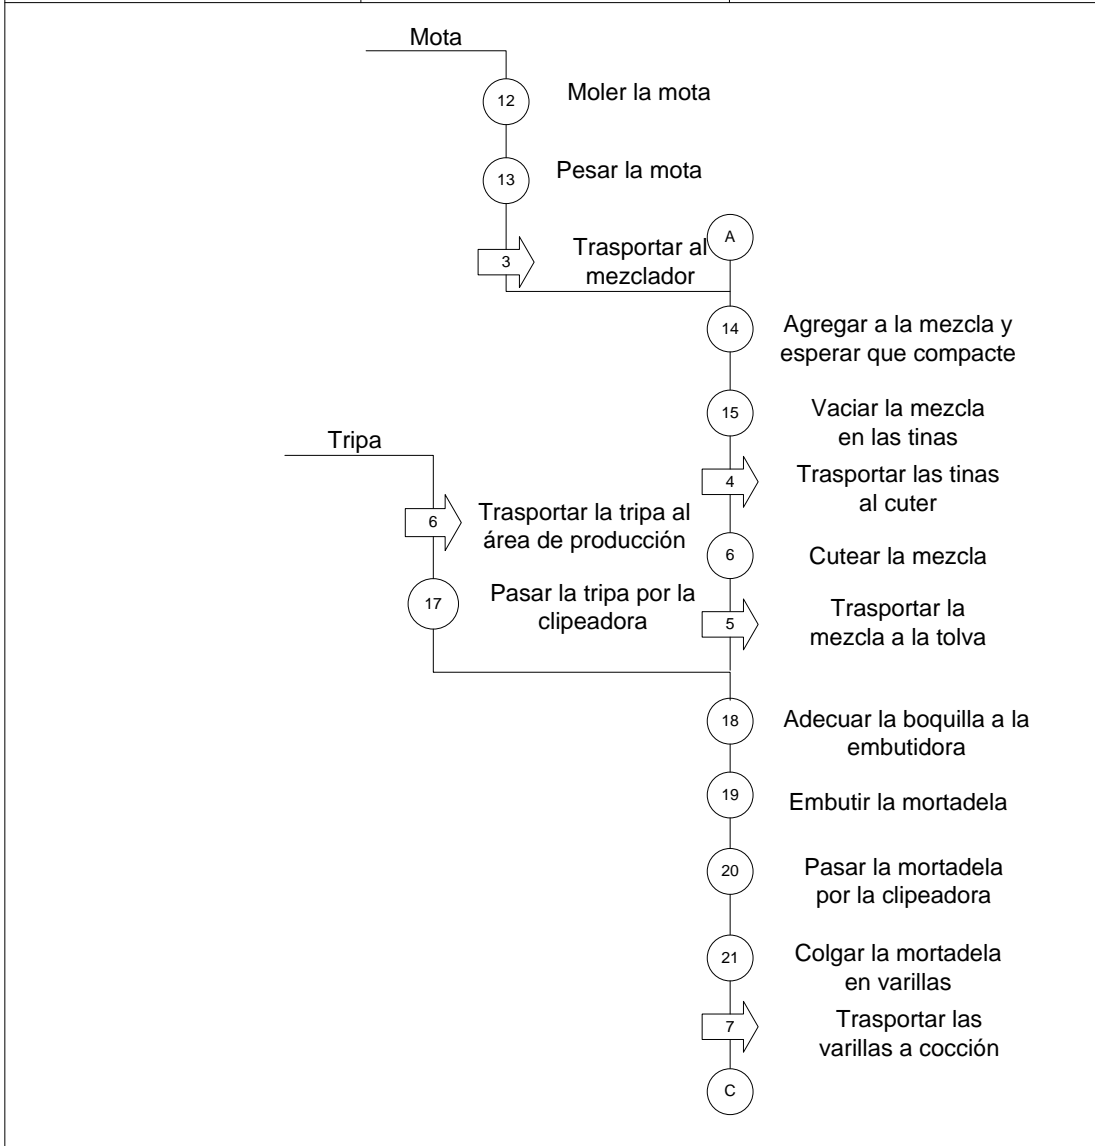 Mota
12
Moler la mota
13
Pesar la mota
A
3
Trasportar al
mezclador
14
Agregar a la mezcla y
esperar que compacte
15
Vaciar la mezcla
en las tinas
Tripa
4
Trasportar las tinas
al cuter
6
Trasportar la tripa al
área de producción
6
Cutear la mezcla
17
Pasar la tripa por la
clipeadora
5
Trasportar la
mezcla a la tolva
18
Adecuar la boquilla a la
embutidora
19
Embutir la mortadela
20
Pasar la mortadela
por la clipeadora
21
Colgar la mortadela
en varillas
7
Trasportar las
varillas a cocción
C